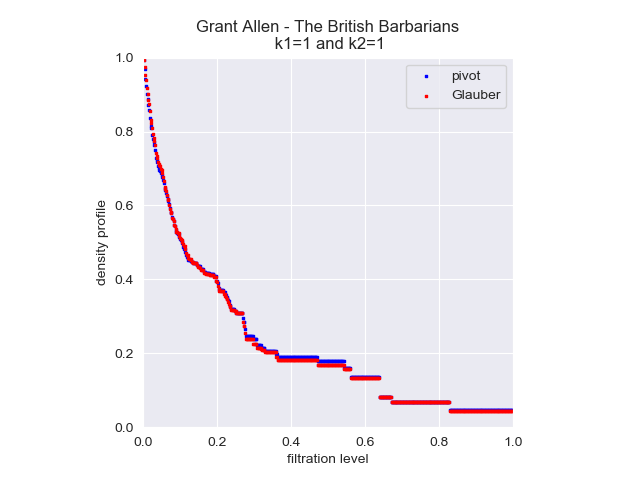 Grant Allen - The British Barbarians
k1=1 and k2=1
1.0
0.8
0.6
0.4
0.2
0.0
density profile
pivot
Glauber
0.0 0.2 0.4 0.6 0.8 1.0
filtration level